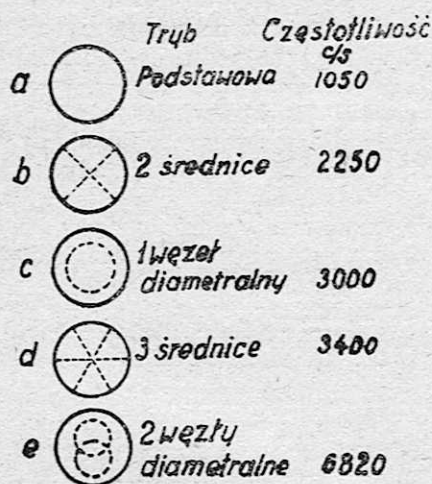 Tryb Częstotliwość
c/s
a Podstawowa 1050
b 2 średnice 2250
c 1 węzeł
diametralny 3000
d 3 średnice 3400
e 2 węzły
diametralne 6820